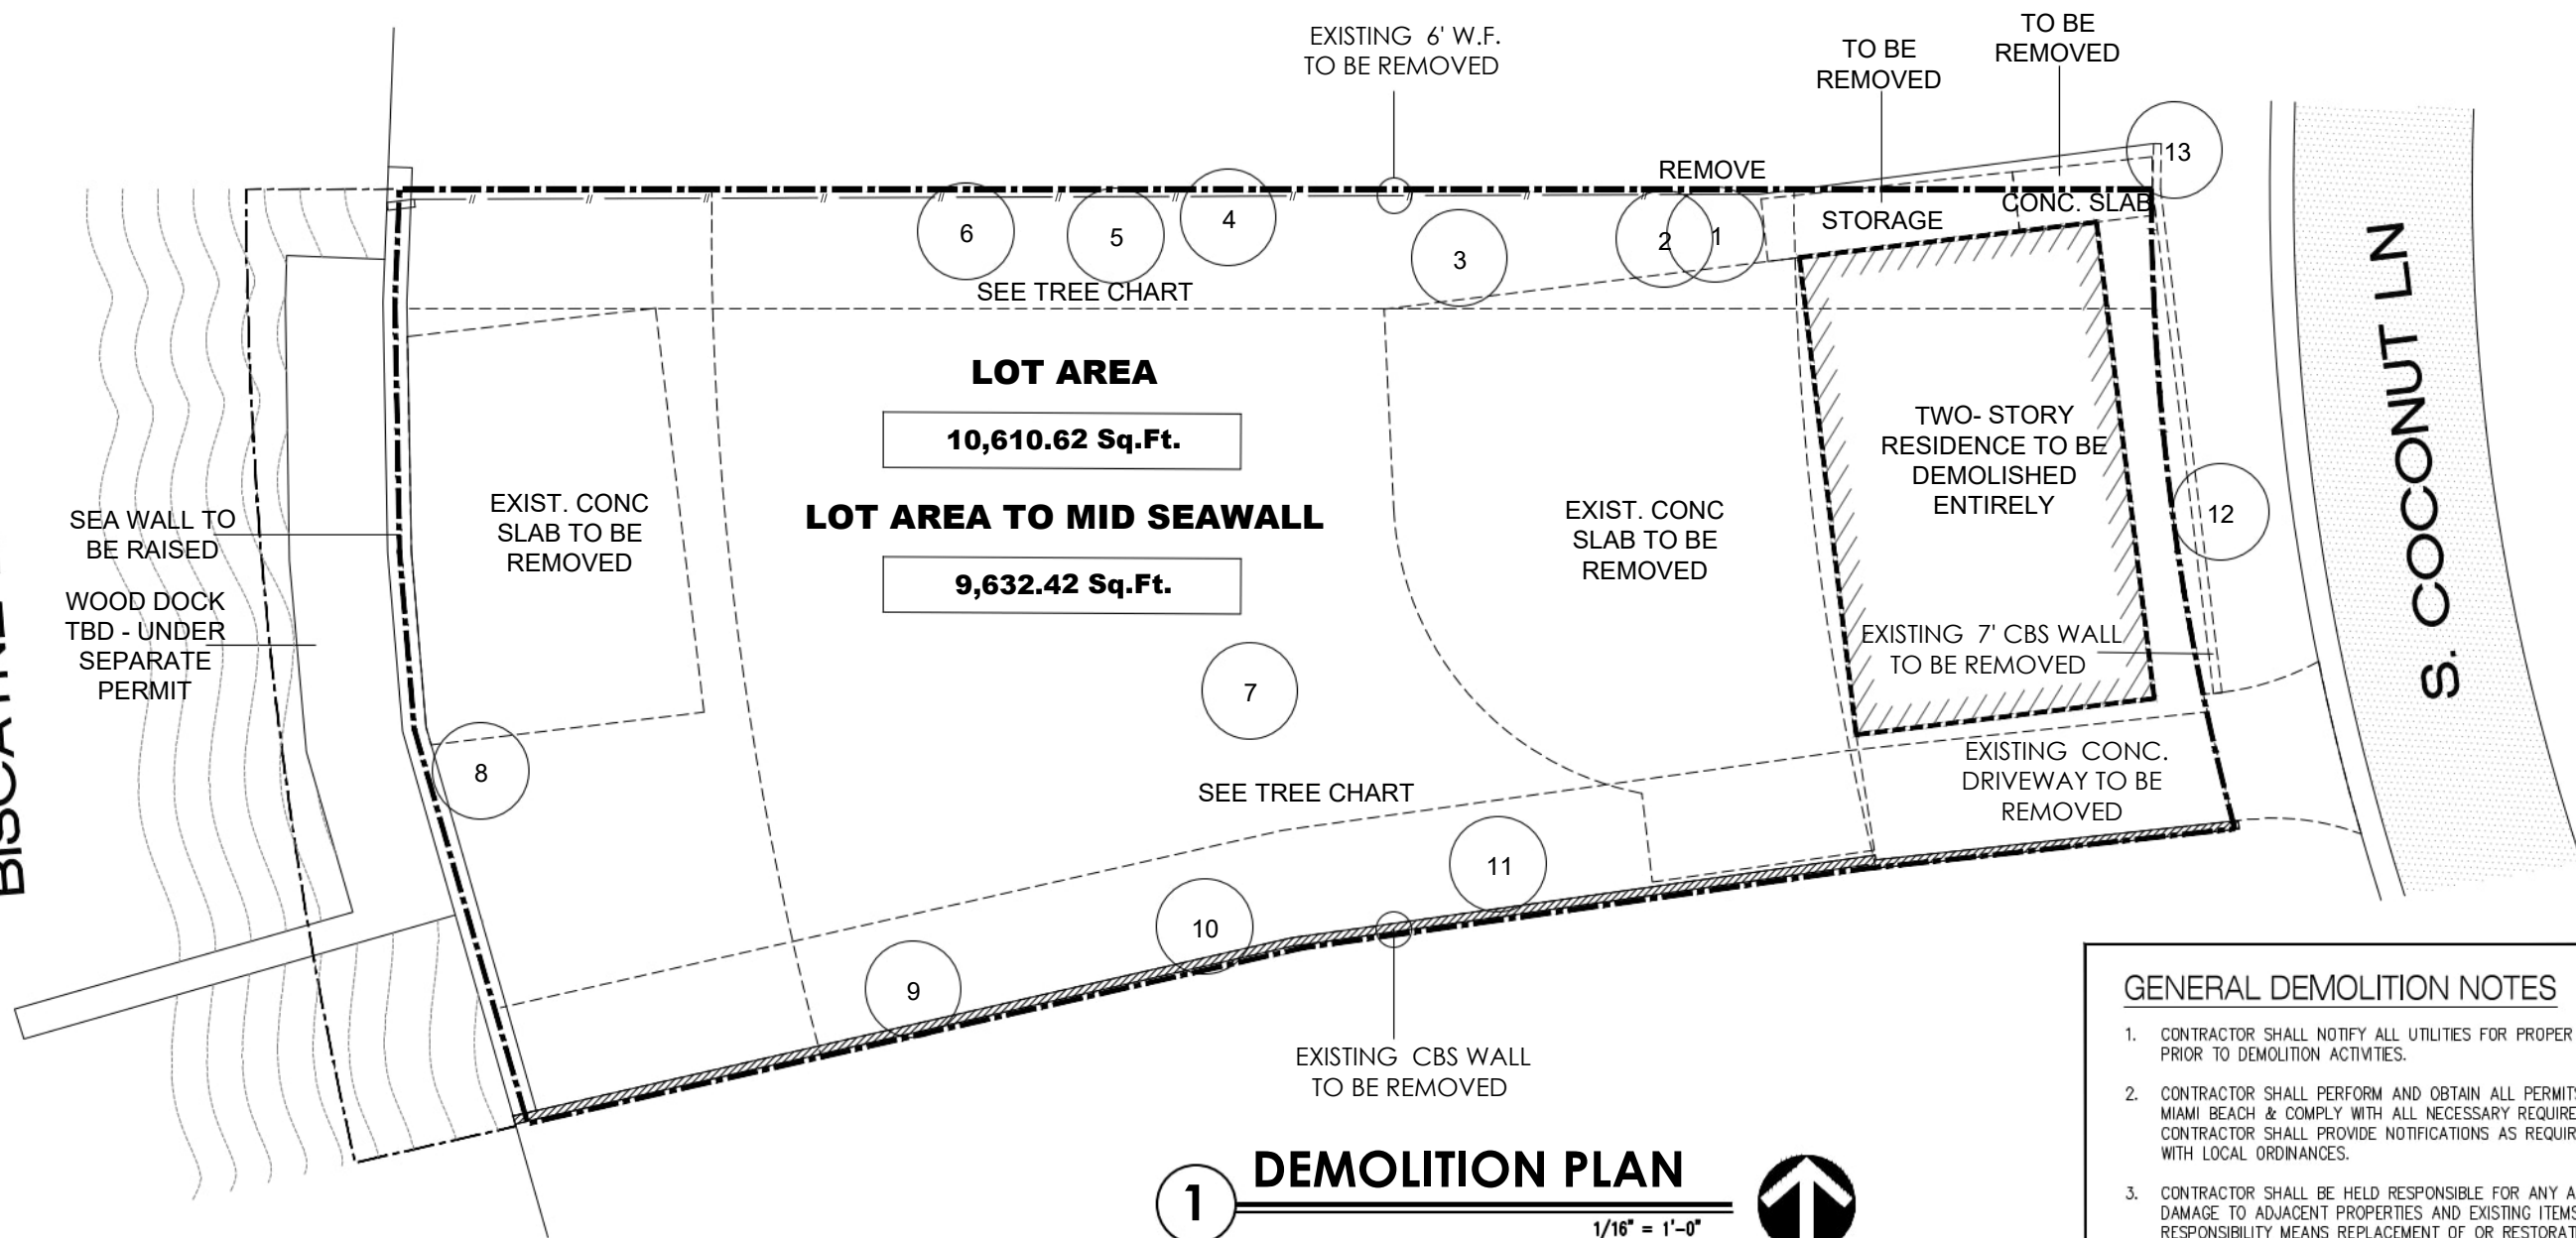 EXISTING 6' W.F.
TO BE REMOVED
TO BE
REMOVED
TO BE
REMOVED
REMOVE
13
STORAGE
CONC. SLAB
6
5
4
3
2
1
SEE TREE CHART
LOT AREA
10,610.62 Sq.Ft.
LOT AREA TO MID SEAWALL
9,632.42 Sq.Ft.
SEA WALL TO
BE RAISED
WOOD DOCK
TBD - UNDER
SEPARATE
PERMIT
EXIST. CONC
SLAB TO BE
REMOVED
EXIST. CONC
SLAB TO BE
REMOVED
TWO- STORY
RESIDENCE TO BE
DEMOLISHED
ENTIRELY
12
S. COCONUT LN
EXISTING 7' CBS WALL
TO BE REMOVED
7
8
SEE TREE CHART
EXISTING CONC.
DRIVEWAY TO BE
REMOVED
11
10
9
EXISTING CBS WALL
TO BE REMOVED
1
DEMOLITION PLAN
1/16" = 1'-0"
GENERAL DEMOLITION NOTES
1. CONTRACTOR SHALL NOTIFY ALL UTILITIES FOR PROPER
PRIOR TO DEMOLITION ACTIVITIES.
2. CONTRACTOR SHALL PERFORM AND OBTAIN ALL
MIAMI BEACH & COMPLY WITH ALL NECESSARY
CONTRACTOR SHALL PROVIDE NOTIFICATIONS AS
WITH LOCAL ORDINANCES.
3. CONTRACTOR SHALL BE HELD RESPONSIBLE FOR ANY
DAMAGE TO ADJACENT PROPERTIES AND EXISTING
RESPONSIBILITY MEANS REPLACEMENT OF OR